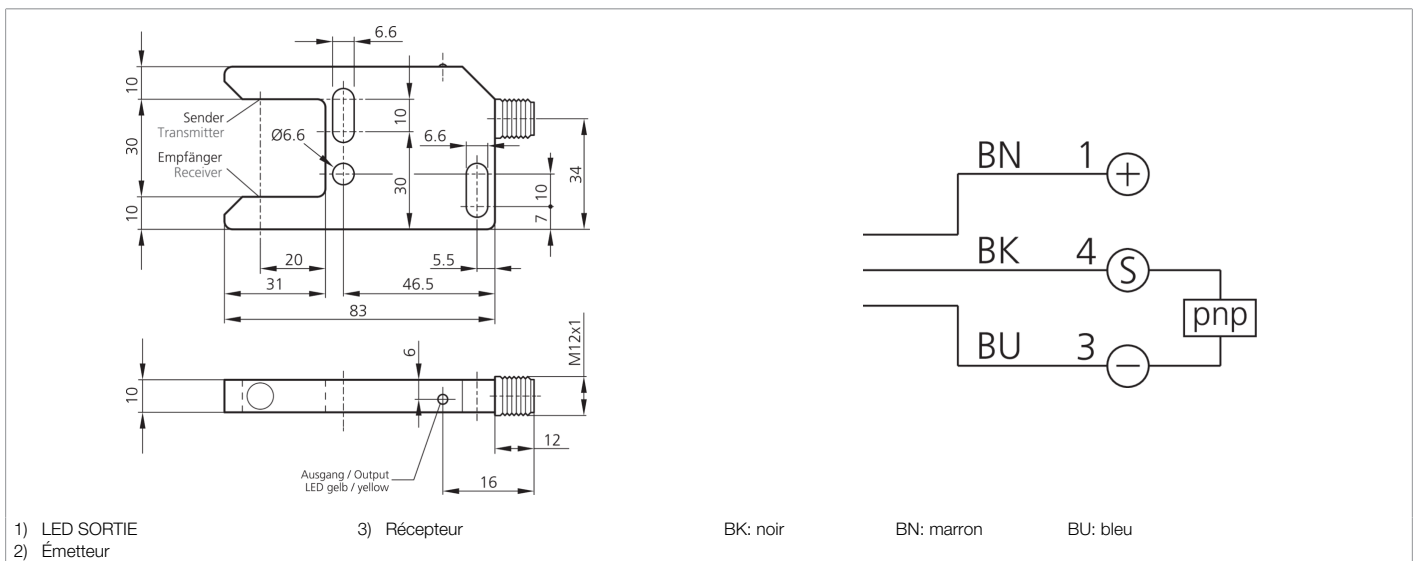 6.6
10
30
10
Sender
Transmitter
Empfänger
Receiver
Ø6.6
10
30
6.6
10
7
34
20
5.5
31
46.5
83
10
6
M12x1
12
16
Ausgang / Output
LED gelb / yellow
BN 1 +
BK 4 S
pnp
BU 3 −
1) LED SORTIE 3) Récepteur BK: noir BN: marron BU: bleu
2) Émetteur